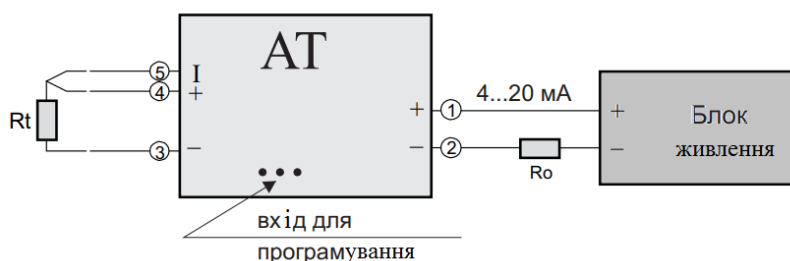 AT
5
I
4
+
Rt
3
−
+
1
4...20 мА
+
Блок
−
2
Ro
−
живлення
вхід для
програмування